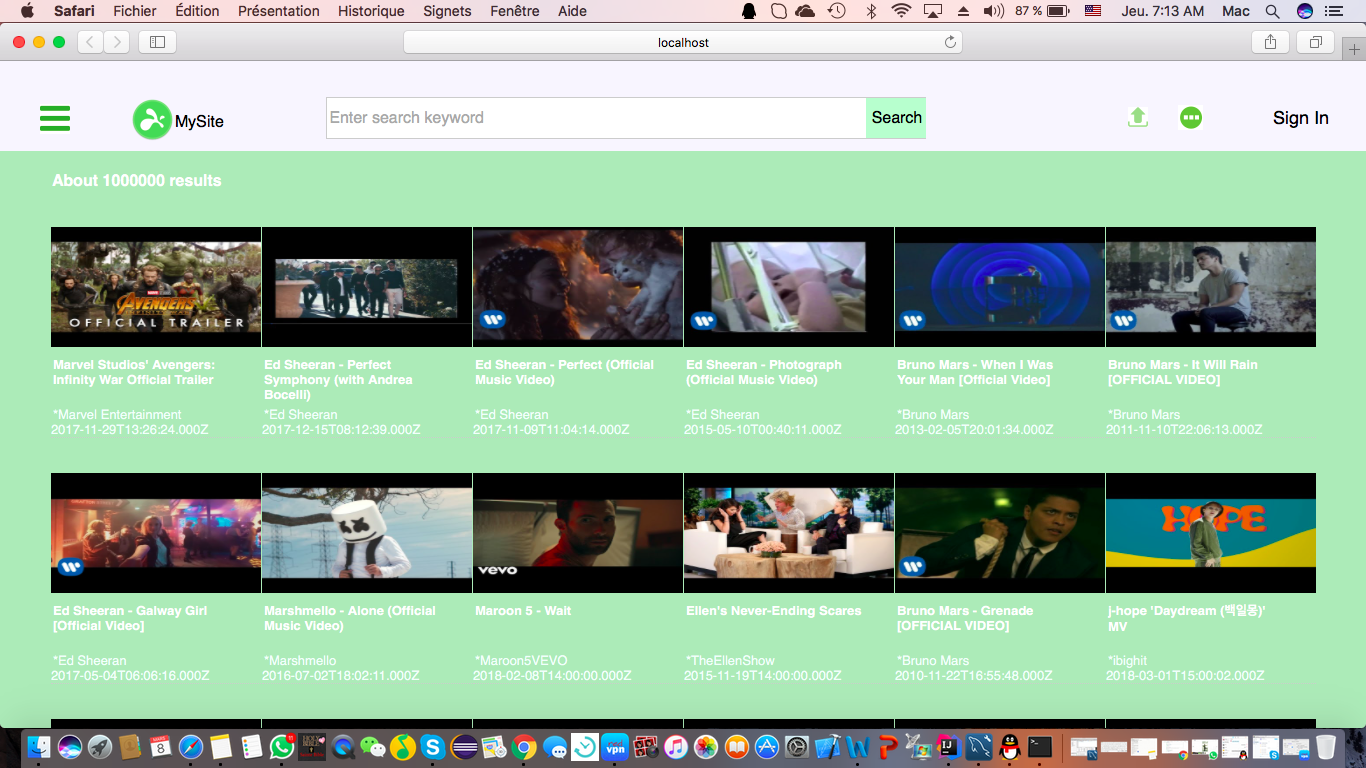 Safari Fichier Édition Présentation Historique Signets Fenêtre Aide 87 % Jeu. 7:13 AM Mac
localhost
MySite Enter search keyword Search Sign In
About 1000000 results
MARVEL
AVENGERS
INFINITY WAR
OFFICIAL TRAILER
Marvel Studios' Avengers: Infinity War Official Trailer
*Marvel Entertainment
2017-11-29T13:26:24.000Z
Ed Sheeran - Perfect Symphony (with Andrea Bocelli)
*Ed Sheeran
2017-12-15T08:12:39.000Z
Ed Sheeran - Perfect (Official Music Video)
*Ed Sheeran
2017-11-09T11:04:14.000Z
Ed Sheeran - Photograph (Official Music Video)
*Ed Sheeran
2015-05-10T00:40:11.000Z
Bruno Mars - When I Was Your Man [Official Video]
*Bruno Mars
2013-02-05T20:01:34.000Z
Bruno Mars - It Will Rain [OFFICIAL VIDEO]
*Bruno Mars
2011-11-10T22:06:13.000Z
Ed Sheeran - Galway Girl [Official Video]
*Ed Sheeran
2017-05-04T06:06:16.000Z
Marshmello - Alone (Official Music Video)
*Marshmello
2016-07-02T18:02:11.000Z
vevo
Maroon 5 - Wait
*Maroon5VEVO
2018-02-08T14:00:00.000Z
Ellen's Never-Ending Scares
*TheEllenShow
2015-11-19T14:00:00.000Z
Bruno Mars - Grenade [OFFICIAL VIDEO]
*Bruno Mars
2010-11-22T16:55:48.000Z
HOPE
j-hope 'Daydream (백일몽)' MV
*ibighit
2018-03-01T15:00:02.000Z
8
vpn